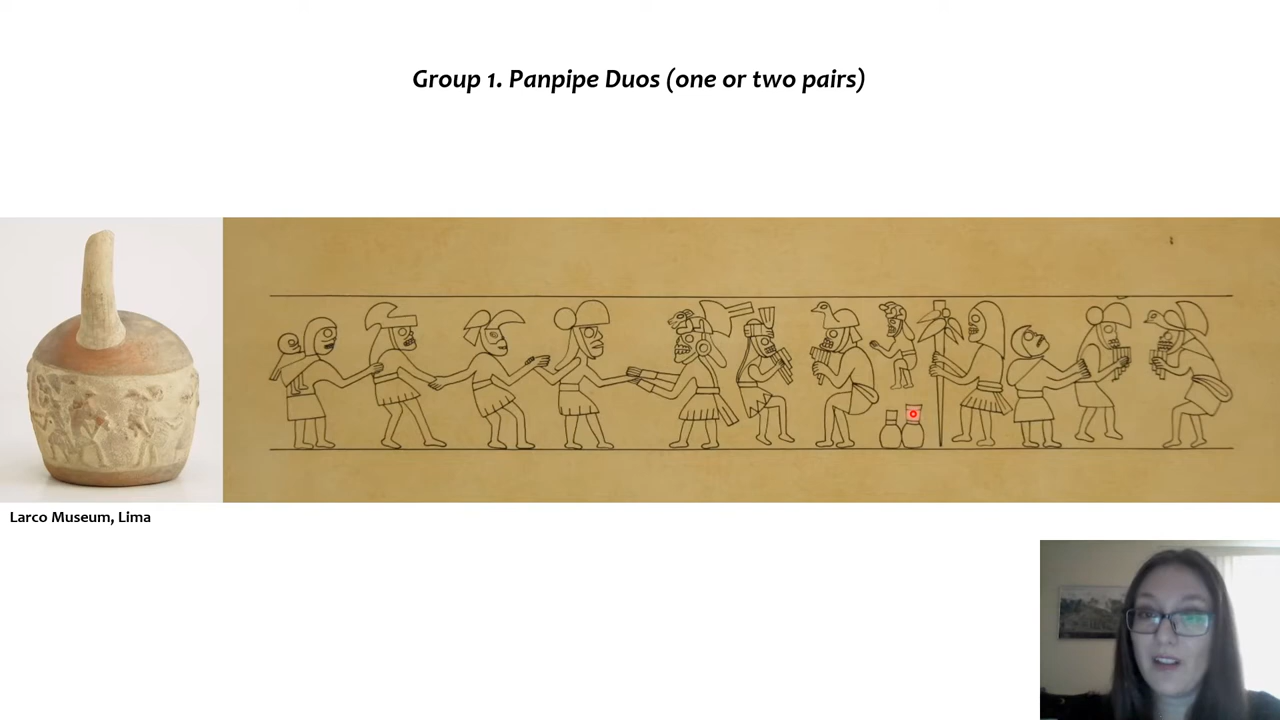 Group 1. Panpipe Duos (one or two pairs)
Larco Museum, Lima